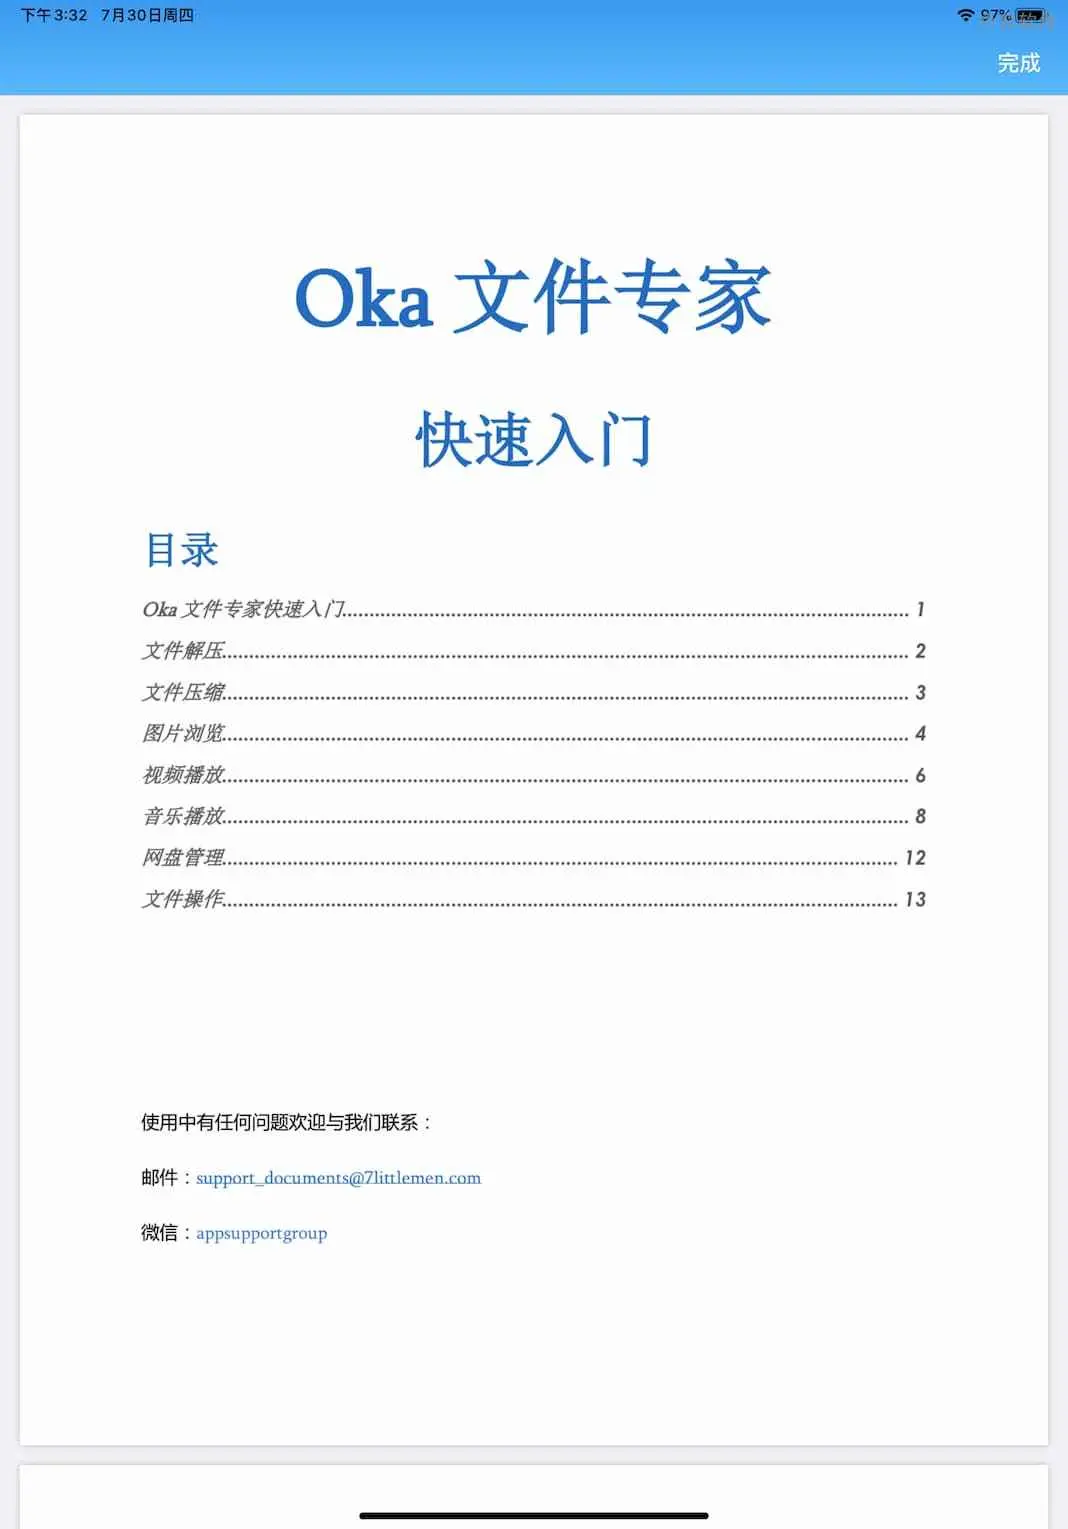 下午3:32 7月30日周四 97%
完成
Oka 文件专家
快速入门
目录
Oka 文件专家快速入门........................................ 1
文件解压........................................ 2
文件压缩........................................ 3
图片浏览........................................ 4
视频播放........................................ 6
音乐播放........................................ 8
网盘管理........................................ 12
文件操作........................................ 13
使用中有任何问题欢迎与我们联系：
邮件：support_documents@7littlemen.com
微信：appsupportgroup